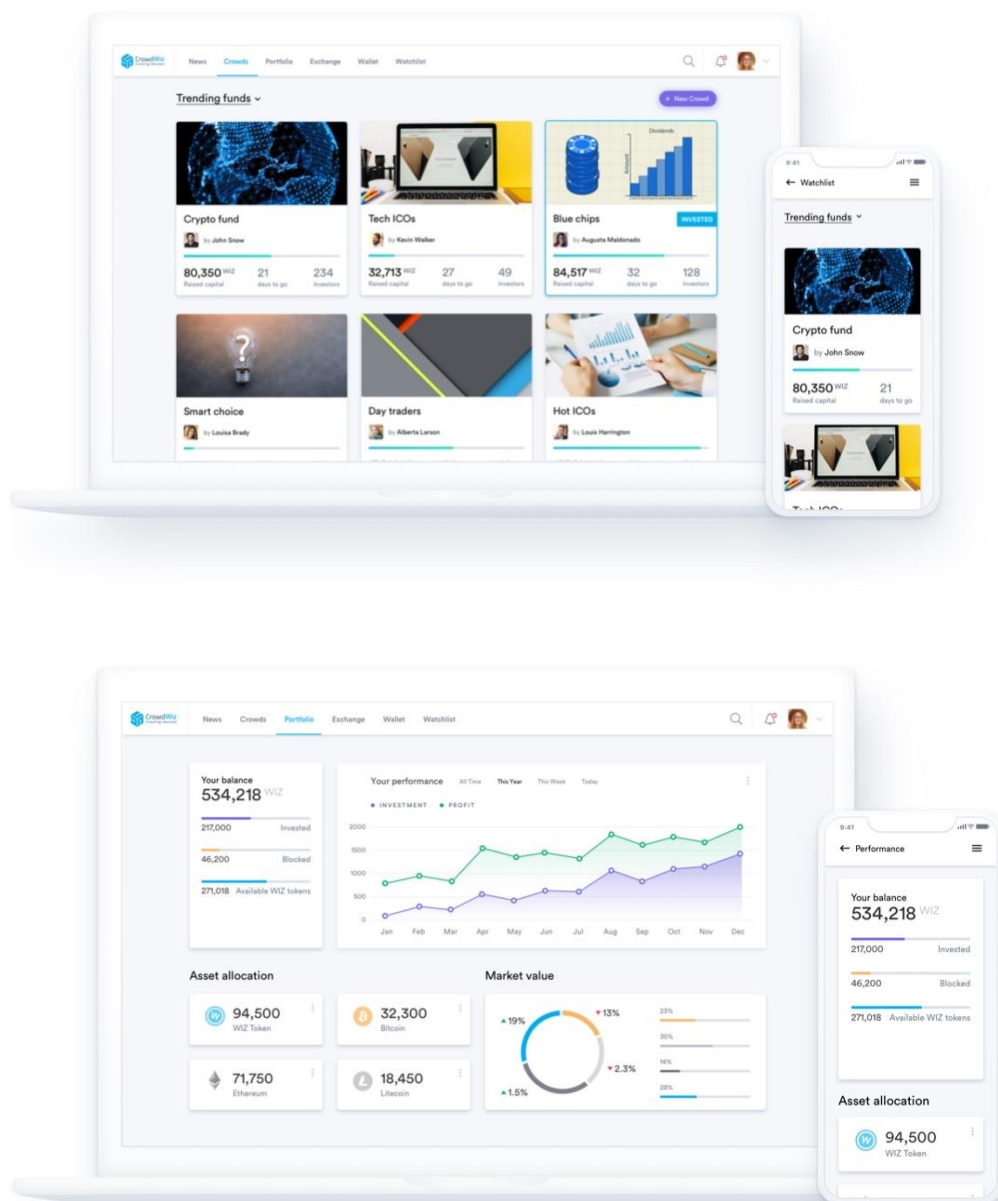 CrowdWiz
News Crowds Portfolio Exchange Wallet Watchlist
Trending funds
+ New Crowd
Dividends
Amount
Crypto fund
by John Snow
80,350 WIZ 21 234
Raised capital days to go Investors
Tech ICOs
by Kevin Walker
32,713 WIZ 27 49
Raised capital days to go Investors
INVESTED
Blue chips
by Augusta Maldonado
84,517 WIZ 32 128
Raised capital days to go Investors
Smart choice
by Louisa Brady
Day traders
by Alberta Larson
Hot ICOs
by Louis Harrington
9:41
← Watchlist
Trending funds
Crypto fund
by John Snow
80,350 WIZ 21
Raised capital days to go
Tech ICOs
CrowdWiz
News Crowds Portfolio Exchange Wallet Watchlist
Your balance
534,218 WIZ
217,000 Invested
46,200 Blocked
271,018 Available WIZ tokens
Your performance All Time This Year This Week Today
INVESTMENT PROFIT
2000
1500
1000
500
0
Jan Feb Mar Apr May Jun Jul Aug Sep Oct Nov Dec
Asset allocation
94,500
WIZ Token
32,300
Bitcoin
71,750
Ethereum
18,450
Litecoin
Market value
19%
13%
2.3%
1.5%
23%
35%
14%
28%
9:41
← Performance
Your balance
534,218 WIZ
217,000 Invested
46,200 Blocked
271,018 Available WIZ tokens
Asset allocation
94,500
WIZ Token